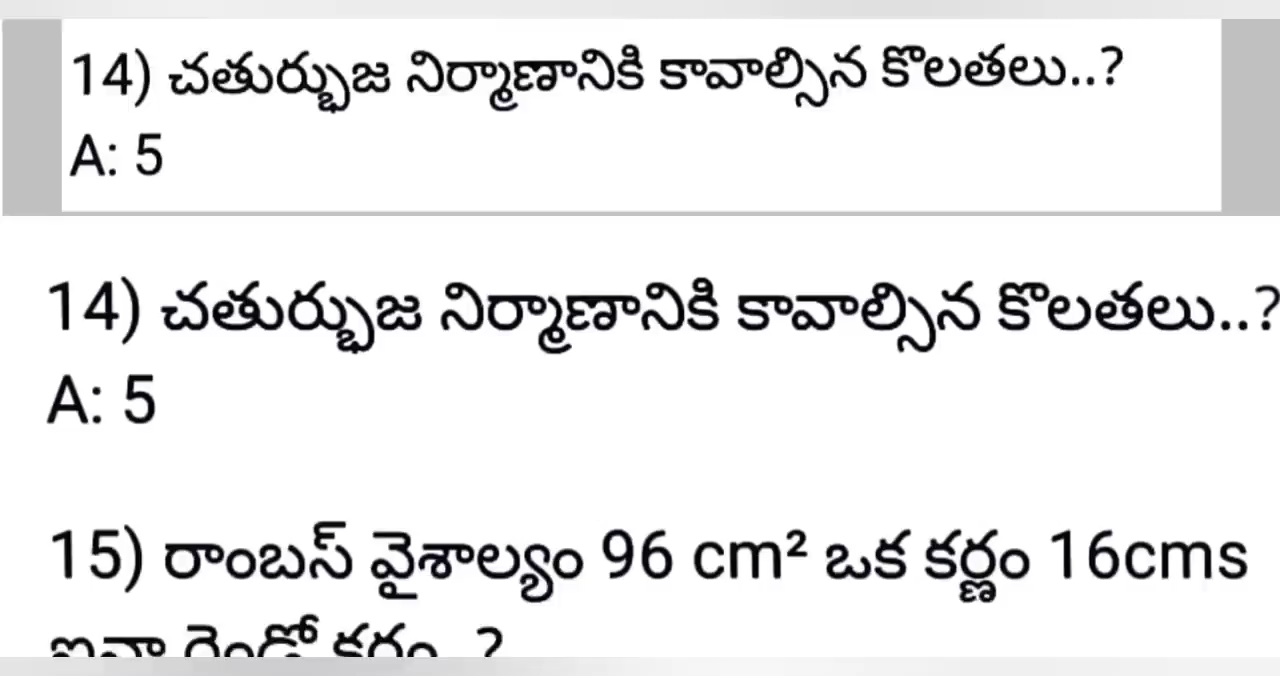 14) చతుర్భుజ నిర్మాణానికి కావాల్సిన కొలతలు..?
A: 5
14) చతుర్భుజ నిర్మాణానికి కావాల్సిన కొలతలు..?
A: 5
15) రాంబస్ వైశాల్యం 96 cm² ఒక కర్ణం 16cms
రెండో ..?